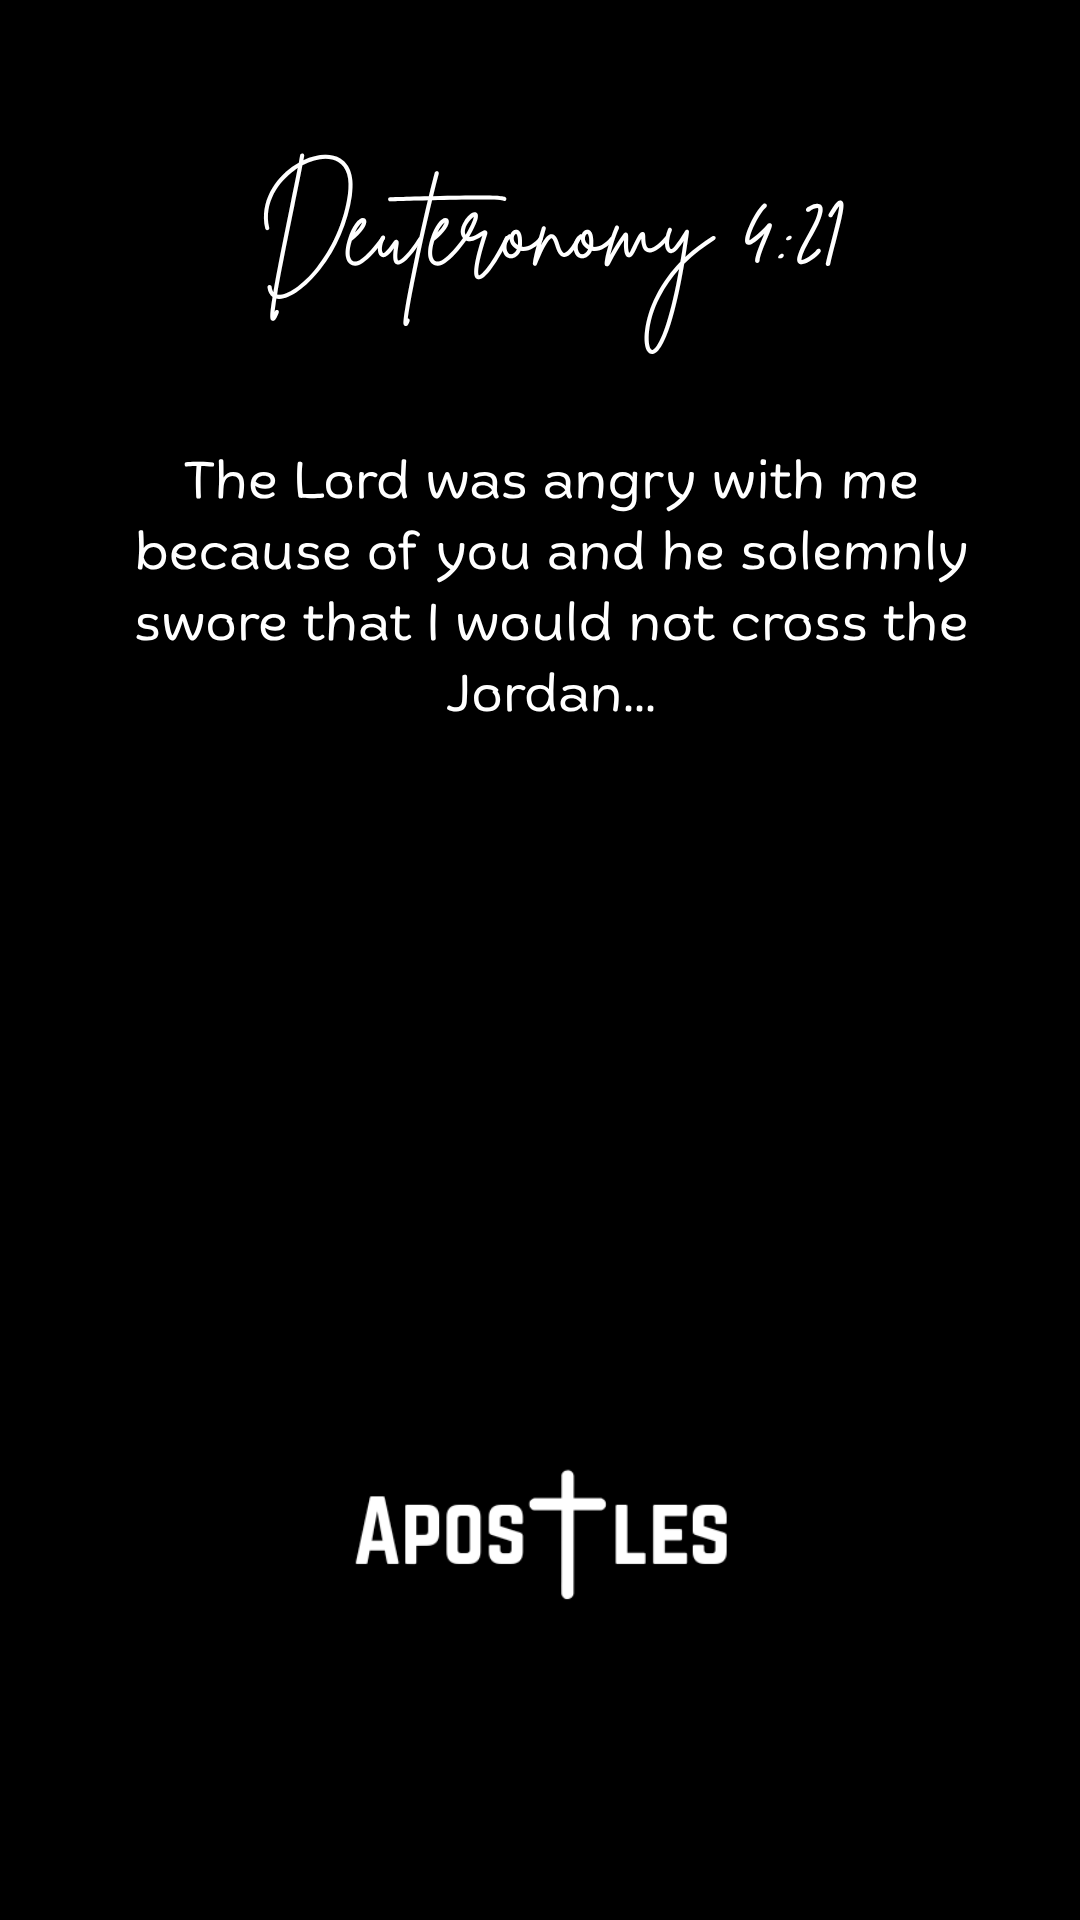 Deuteronomy 4:21
The Lord was angry with me
because of you and he solemnly
swore that I would not cross the
Jordan...
APOSTLES